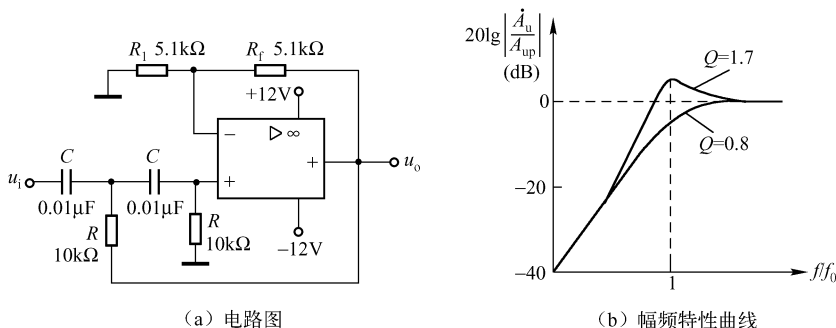 R₁ 5.1kΩ
R_f 5.1kΩ
+12V
− ▷ ∞
+
+
−12V
u_i
C
0.01μF
C
0.01μF
R
10kΩ
R
10kΩ
u_o
（a）电路图
20lg|Ȧ_u/A_up|
(dB)
0
−20
−40
Q=1.7
Q=0.8
1
f/f₀
（b）幅频特性曲线